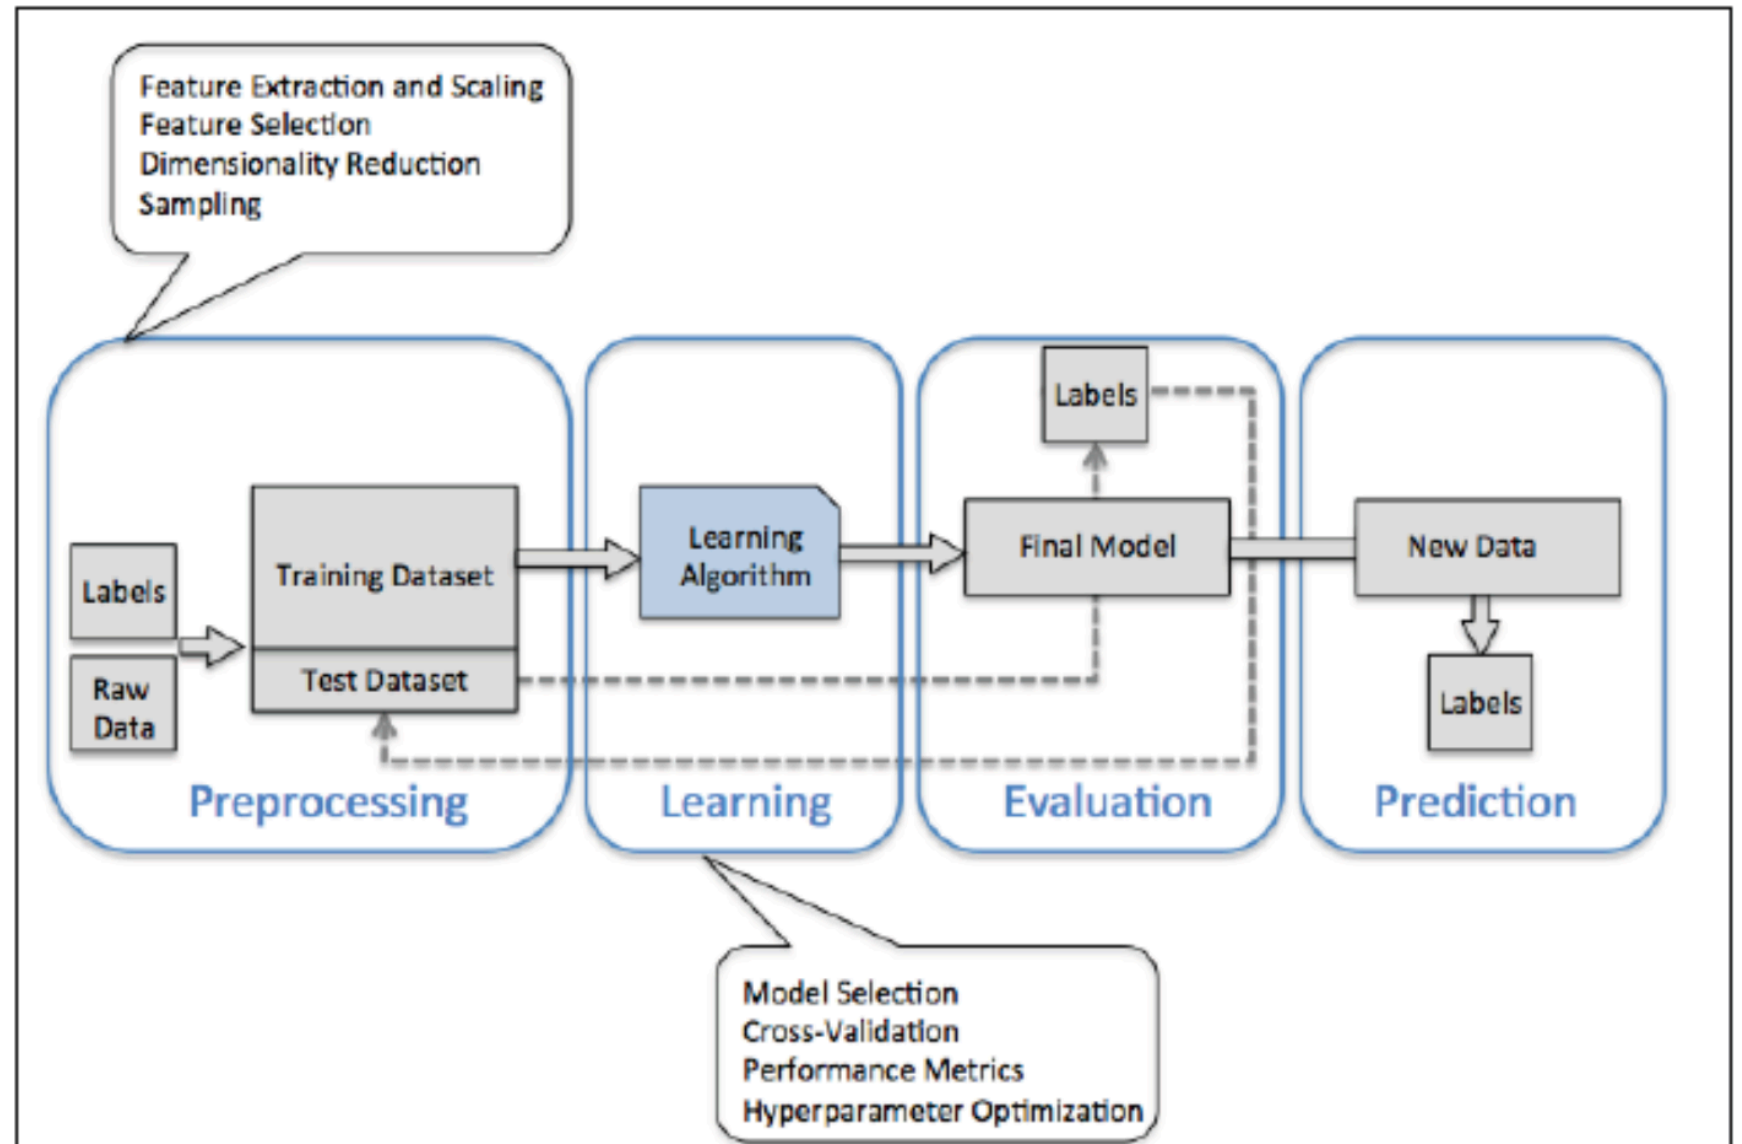 Feature Extraction and Scaling
Feature Selection
Dimensionality Reduction
Sampling
Labels
Raw
Data
Training Dataset
Test Dataset
Preprocessing
Learning
Algorithm
Learning
Labels
Final Model
Evaluation
New Data
Labels
Prediction
Model Selection
Cross-Validation
Performance Metrics
Hyperparameter Optimization